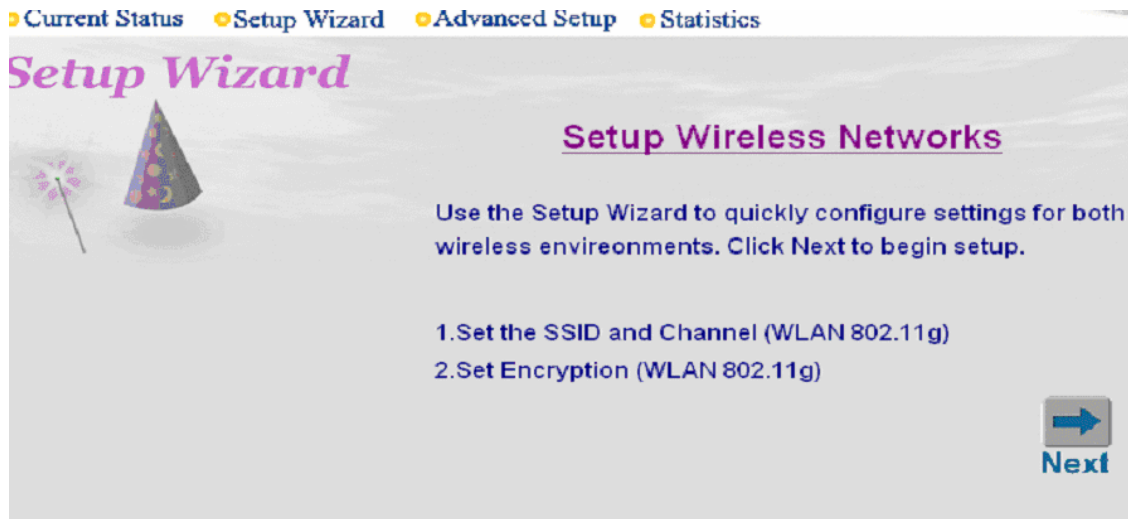 Current Status Setup Wizard Advanced Setup Statistics
Setup Wizard
Setup Wireless Networks
Use the Setup Wizard to quickly configure settings for both
wireless envireonments. Click Next to begin setup.
1.Set the SSID and Channel (WLAN 802.11g)
2.Set Encryption (WLAN 802.11g)
Next